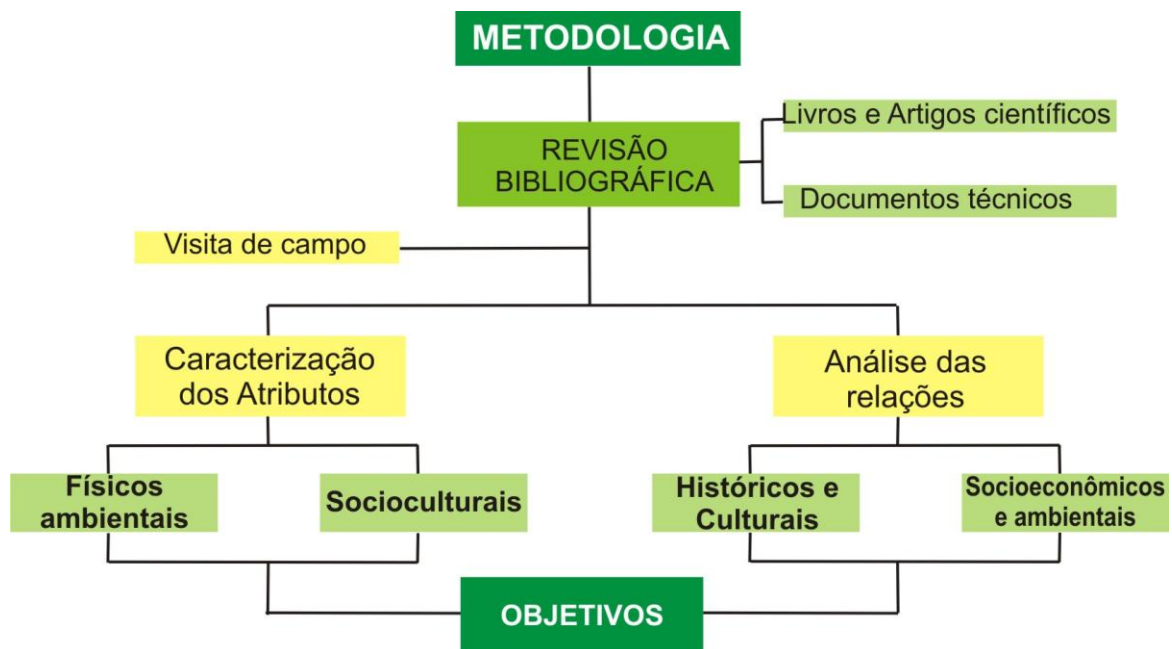 METODOLOGIA
REVISÃO
BIBLIOGRÁFICA
Livros e Artigos científicos
Documentos técnicos
Visita de campo
Caracterização
dos Atributos
Análise das
relações
Físicos
ambientais
Socioculturais
Históricos e
Culturais
Socioeconômicos
e ambientais
OBJETIVOS